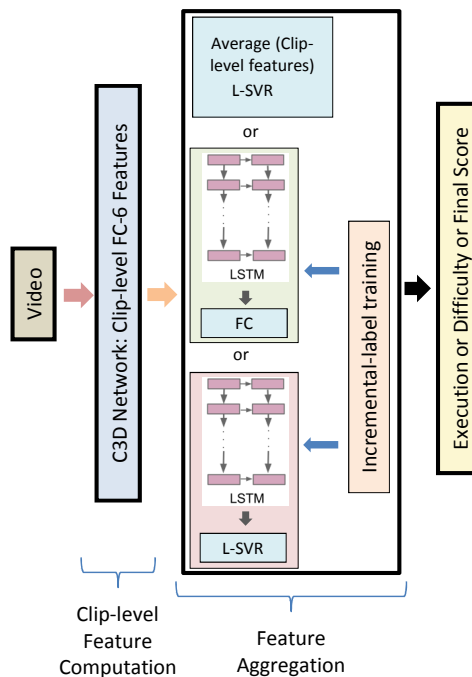 Video
C3D Network: Clip-level FC-6 Features
Average (Clip-
level features)
L-SVR
or
LSTM
FC
or
LSTM
L-SVR
Incremental-label training
Execution or Difficulty or Final Score
Clip-level
Feature
Computation
Feature
Aggregation